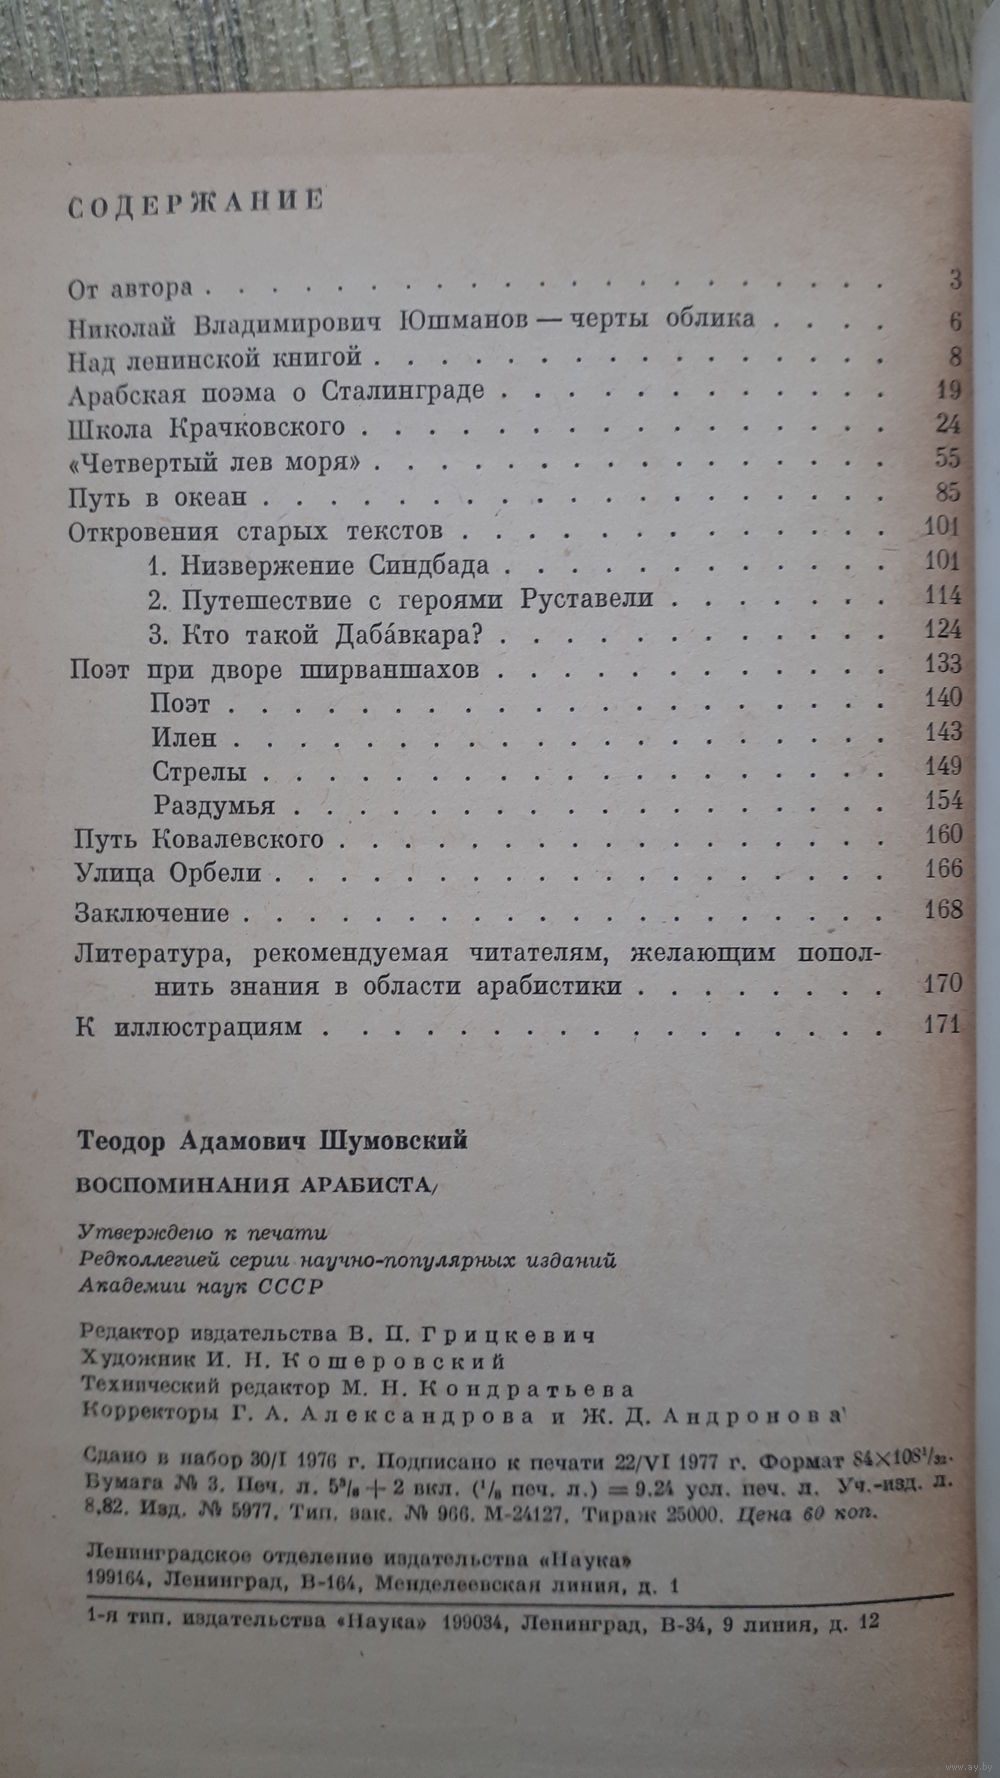 СОДЕРЖАНИЕ
От автора . . . . . . . . . . . . . . . . . . . . . 3
Николай Владимирович Юшманов — черты облика . . . . 6
Над ленинской книгой . . . . . . . . . . . . . . . . 8
Арабская поэма о Сталинграде . . . . . . . . . . . . 19
Школа Крачковского . . . . . . . . . . . . . . . . 24
«Четвертый лев моря» . . . . . . . . . . . . . . . . 55
Путь в океан . . . . . . . . . . . . . . . . . . . 85
Откровения старых текстов . . . . . . . . . . . . . 101
1. Низвержение Синдбада . . . . . . . . . . . . 101
2. Путешествие с героями Руставели . . . . . . . 114
3. Кто такой Даба́вкара? . . . . . . . . . . . . 124
Поэт при дворе ширваншахов . . . . . . . . . . . . 133
Поэт . . . . . . . . . . . . . . . . . . . . 140
Илен . . . . . . . . . . . . . . . . . . . . 143
Стрелы . . . . . . . . . . . . . . . . . . . 149
Раздумья . . . . . . . . . . . . . . . . . . 154
Путь Ковалевского . . . . . . . . . . . . . . . . . 160
Улица Орбели . . . . . . . . . . . . . . . . . . . 166
Заключение . . . . . . . . . . . . . . . . . . . . 168
Литература, рекомендуемая читателям, желающим попол-
нить знания в области арабистики . . . . . . . . 170
К иллюстрациям . . . . . . . . . . . . . . . . . 171
Теодор Адамович Шумовский
ВОСПОМИНАНИЯ АРАБИСТА
Утверждено к печати
Редколлегией серии научно-популярных изданий
Академии наук СССР
Редактор издательства В. П. Грицкевич
Художник И. Н. Кошеровский
Технический редактор М. Н. Кондратьева
Корректоры Г. А. Александрова и Ж. Д. Андронова
Сдано в набор 30/I 1976 г. Подписано к печати 22/VI 1977 г. Формат 84×108¹/₃₂.
Бумага № 3. Печ. л. 5³/₈ + 2 вкл. (¹/₈ печ. л.) = 9.24 усл. печ. л. Уч.-изд. л.
8.82. Изд. № 5977. Тип. зак. № 966. М-24127. Тираж 25000. Цена 60 коп.
Ленинградское отделение издательства «Наука»
199164, Ленинград, В-164, Менделеевская линия, д. 1
1-я тип. издательства «Наука» 199034, Ленинград, В-34, 9 линия, д. 12
www.ay.by